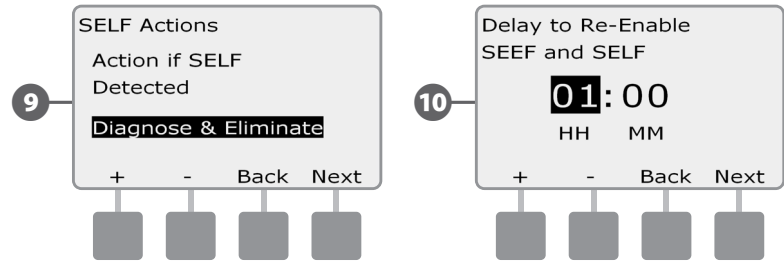 9
SELF Actions
Action if SELF
Detected
Diagnose & Eliminate
+ - Back Next
10
Delay to Re-Enable
SEEF and SELF
01:00
HH MM
+ - Back Next